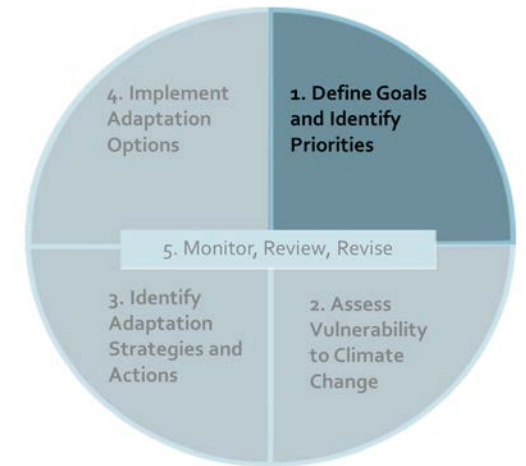 4. Implement
Adaptation
Options
1. Define Goals
and Identify
Priorities
5. Monitor, Review, Revise
3. Identify
Adaptation
Strategies and
Actions
2. Assess
Vulnerability
to Climate
Change